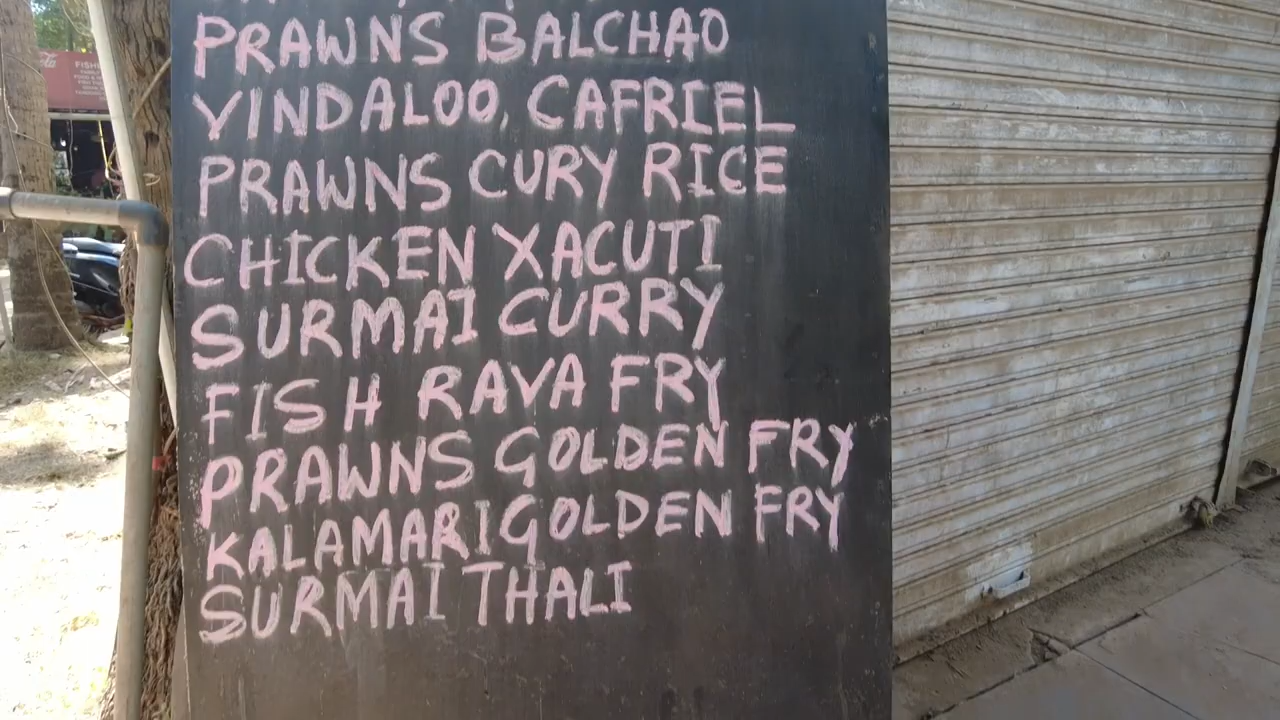 PRAWNS BALCHAO
VINDALOO, CAFRIEL
PRAWNS CURY RICE
CHICKEN XACUTI
SURMAI CURRY
FISH RAVA FRY
PRAWNS GOLDEN FRY
KALAMARI GOLDEN FRY
SURMAI THALI